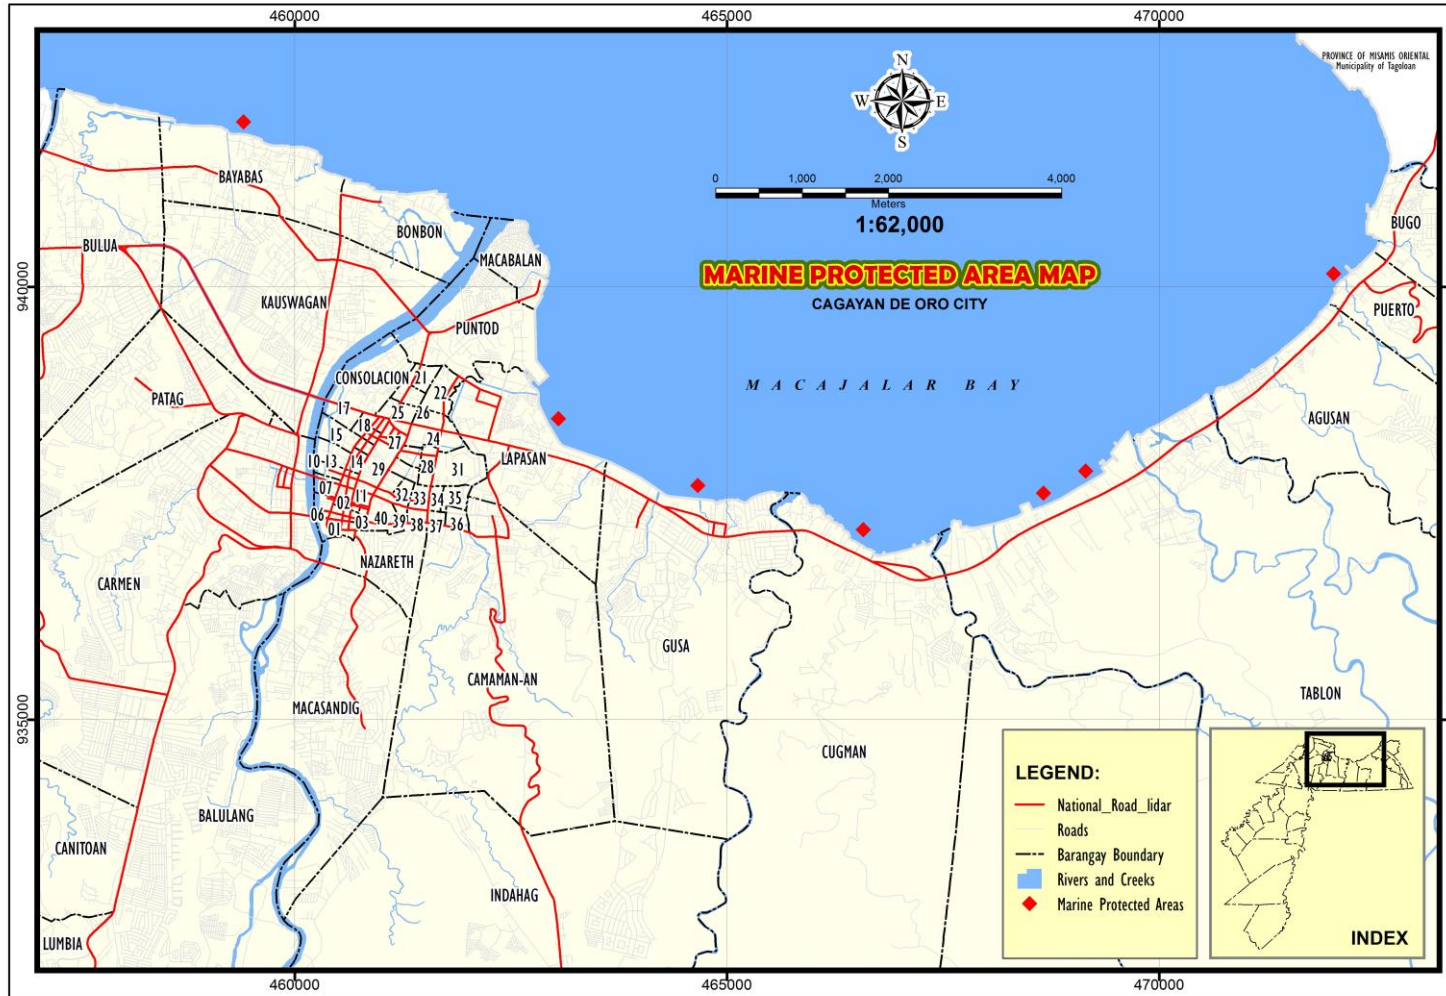 460000
465000
470000
PROVINCE OF MISAMIS ORIENTAL
Municipality of Tagoloan
N
W
E
S
0
1,000
2,000
4,000
Meters
1:62,000
MARINE PROTECTED AREA MAP
CAGAYAN DE ORO CITY
MACAJALAR BAY
940000
940000
935000
935000
BAYABAS
BONBON
BULUA
MACABALAN
KAUSWAGAN
PUNTOD
BUGO
PUERTO
AGUSAN
CONSOLACION
21
22
PATAG
17
25
26
18
15
27
24
10
13
14
29
28
31
LAPASAN
07
02
11
32
33
34
35
06
01
03
40
39
38
37
36
NAZARETH
CARMEN
GUSA
CAMAMAN-AN
MACASANDIG
TABLON
CUGMAN
BALULANG
CANITOAN
INDAHAG
LUMBIA
LEGEND:
National_Road_lidar
Roads
Barangay Boundary
Rivers and Creeks
Marine Protected Areas
INDEX
460000
465000
470000